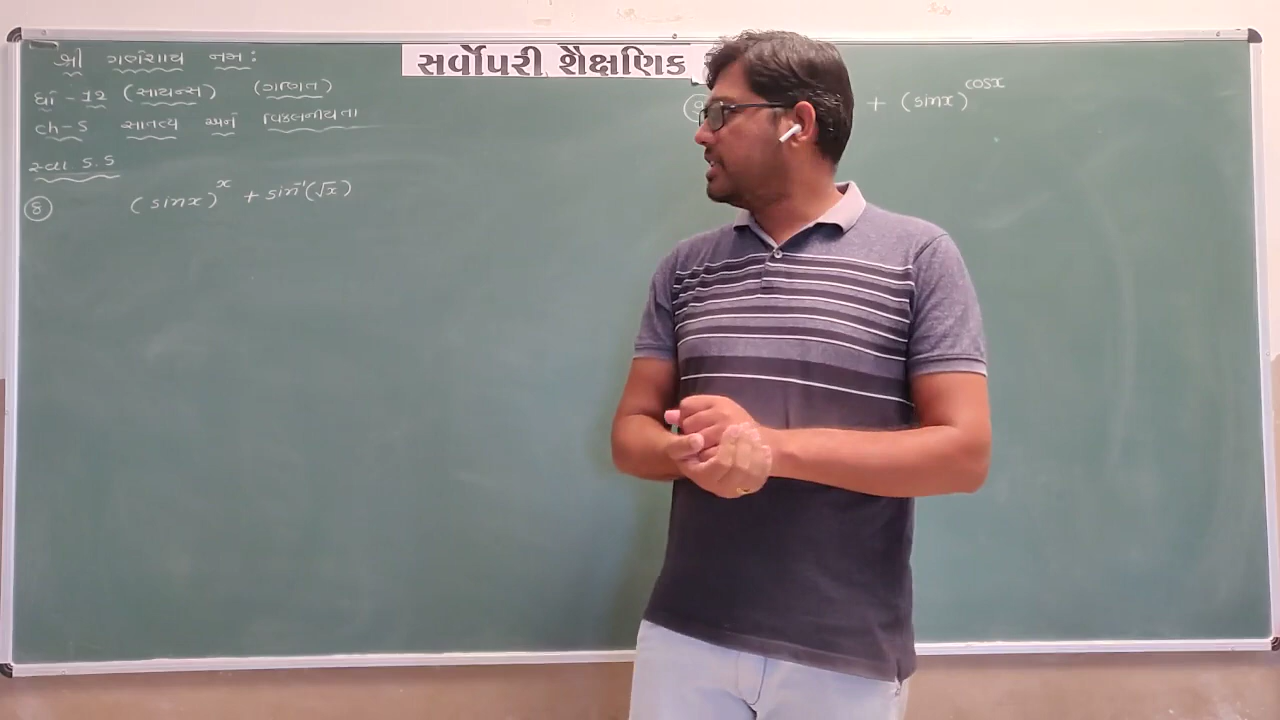 શ્રી ગણેશાય નમઃ
સર્વોપરી શૈક્ષણિક
ધો - 12 (સાયન્સ) (ગણિત)
ch-5 સાતત્ય અને વિકલનીયતા
સ્વા. 5.5
8 (sinx)^x + sin⁻¹(√x)
+ (sinx)^cosx